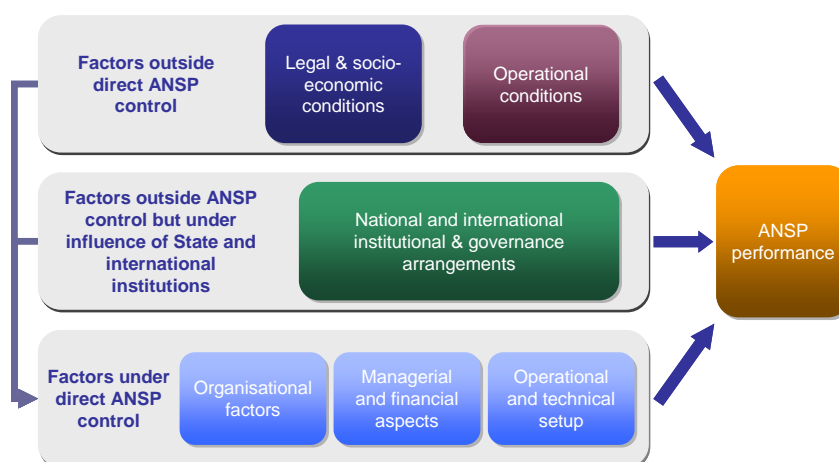 Factors outside
direct ANSP
control
Legal & socio-
economic
conditions
Operational
conditions
Factors outside ANSP
control but under
influence of State and
international
institutions
National and international
institutional & governance
arrangements
ANSP
performance
Factors under
direct ANSP
control
Organisational
factors
Managerial
and financial
aspects
Operational
and technical
setup